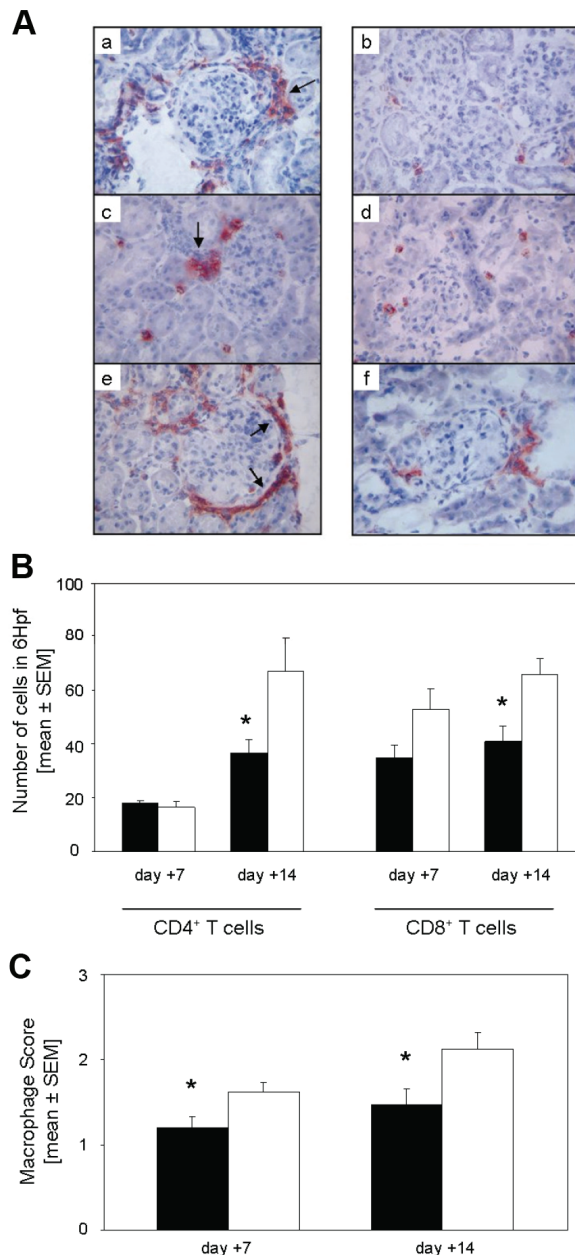 A
a
b
c
d
e
f
B
Number of cells in 6Hpf
[mean ± SEM]
100
80
60
40
20
0
*
*
day +7
day +14
day +7
day +14
CD4⁺ T cells
CD8⁺ T cells
C
Macrophage Score
[mean ± SEM]
3
2
1
0
*
*
day +7
day +14